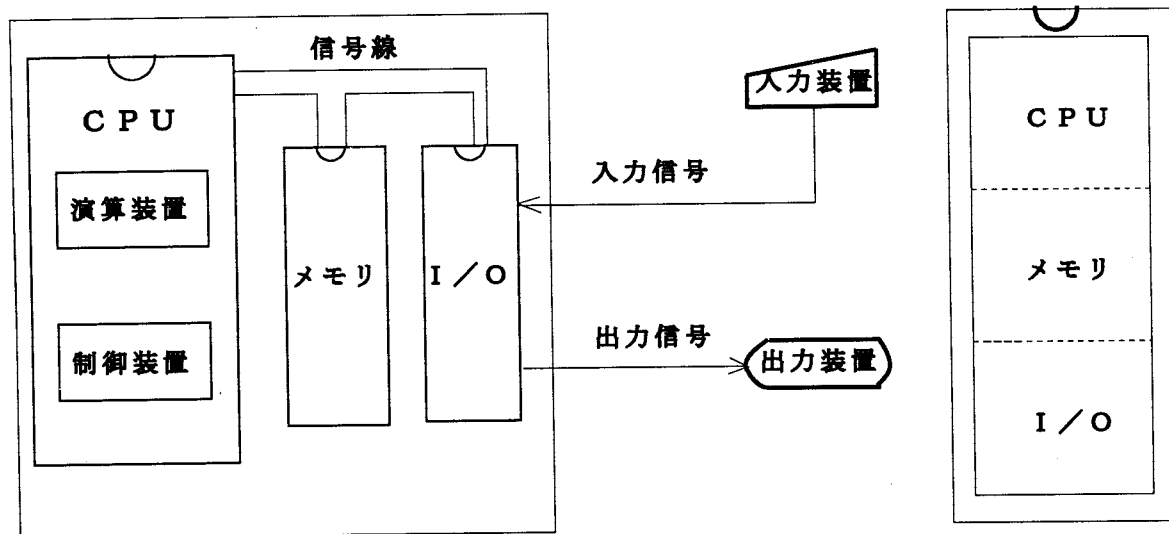 信号線
CPU
演算装置
制御装置
メモリ
I/O
入力装置
入力信号
出力信号
出力装置
CPU
メモリ
I/O